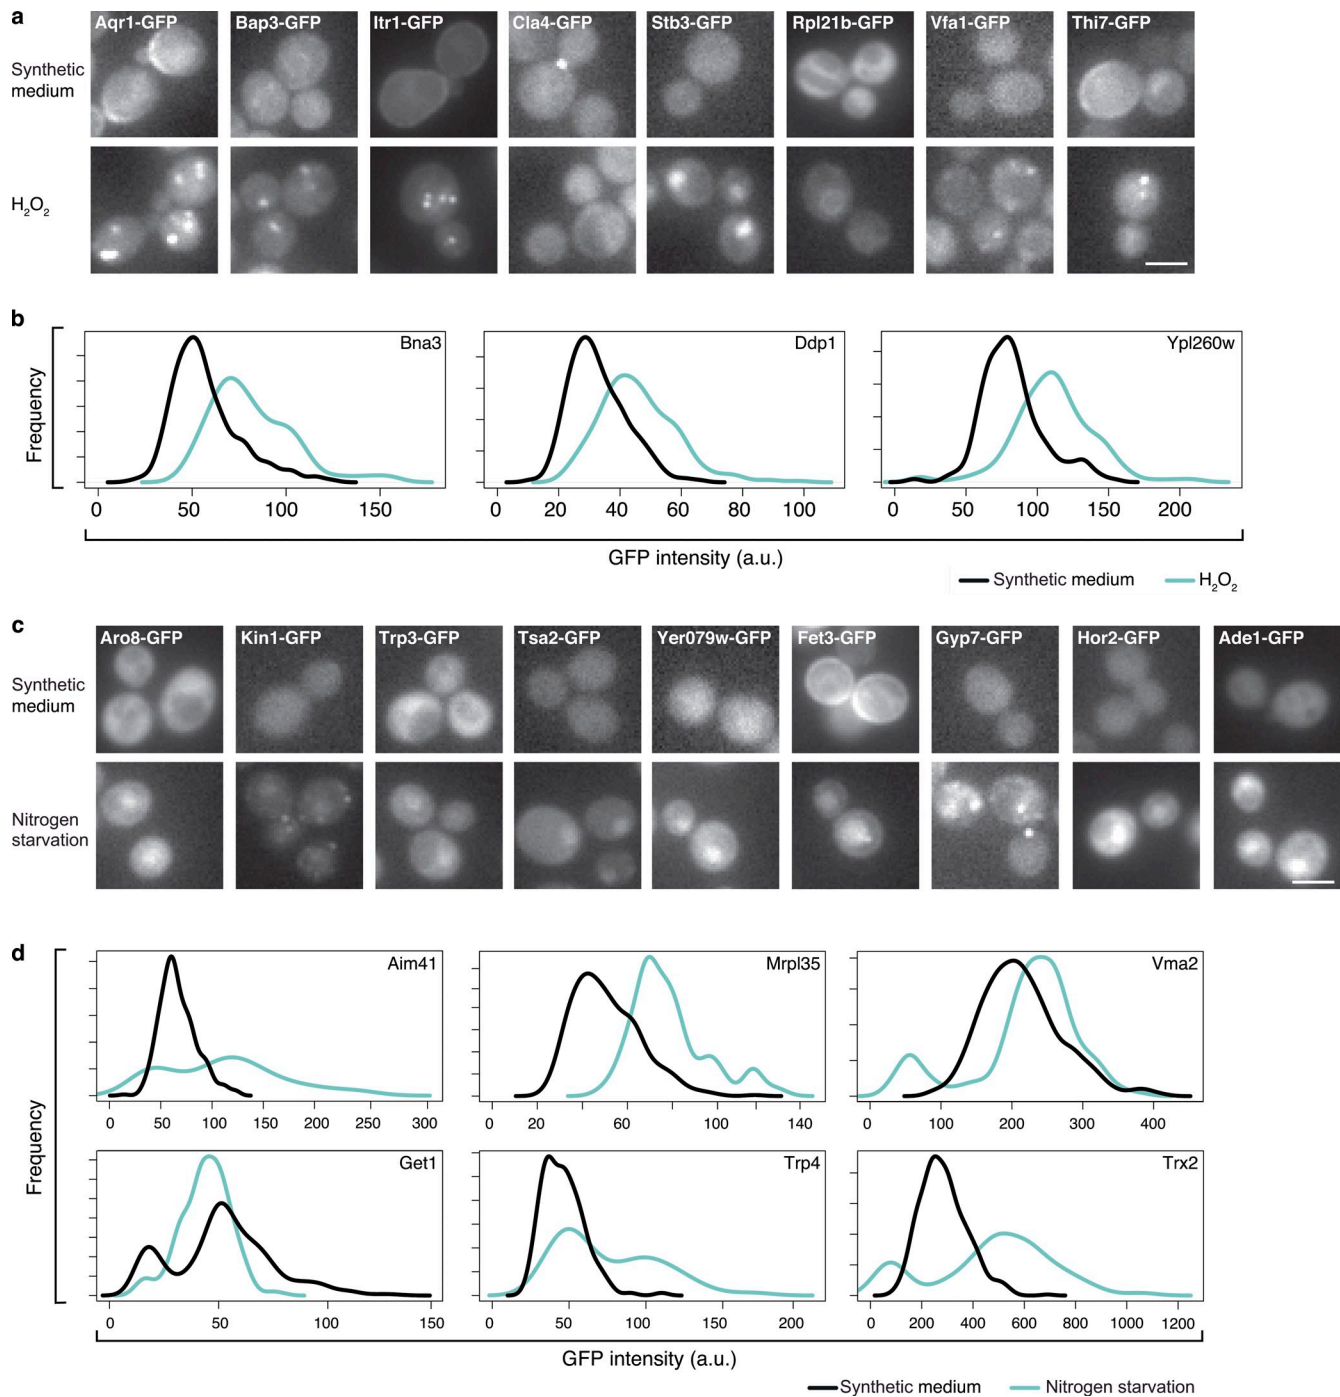 a
Aqr1-GFP Bap3-GFP Itr1-GFP Cla4-GFP Stb3-GFP Rpl21b-GFP Vfa1-GFP Thi7-GFP
Synthetic
medium
H₂O₂
b
Frequency
Bna3
0 50 100 150
Ddp1
0 20 40 60 80 100
Ypl260w
0 50 100 150 200
GFP intensity (a.u.)
Synthetic medium H₂O₂
c
Aro8-GFP Kin1-GFP Trp3-GFP Tsa2-GFP Yer079w-GFP Fet3-GFP Gyp7-GFP Hor2-GFP Ade1-GFP
Synthetic
medium
Nitrogen
starvation
d
Frequency
Aim41
0 50 100 150 200 250 300
Mrpl35
0 20 60 100 140
Vma2
0 100 200 300 400
Get1
0 50 100 150
Trp4
0 50 100 150 200
Trx2
0 200 400 600 800 1000 1200
GFP intensity (a.u.)
Synthetic medium Nitrogen starvation